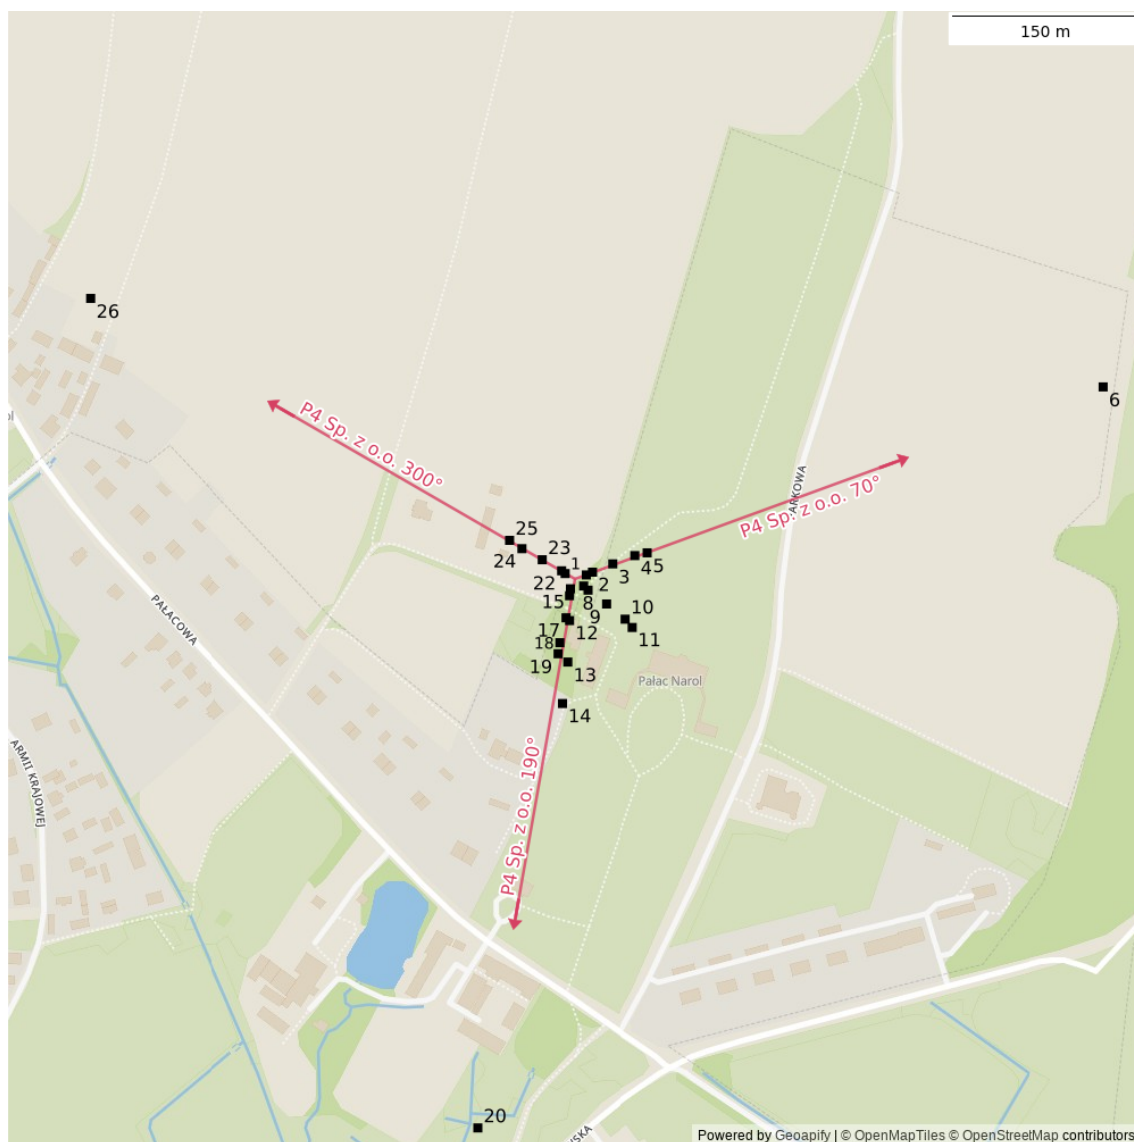 150 m
26
6
P4 Sp. z o.o. 300°
ARKOWA
P4 Sp. z o.o. 70°
25
24
23
1
3
45
22
2
15
8
9
10
17
12
11
18
19
13
14
Pałac Narol
PAŁACOWA
ARMII KRAJOWEJ
P4 Sp. z o.o. 190°
20
SKA
Powered by Geoapify | © OpenMapTiles © OpenStreetMap contributors